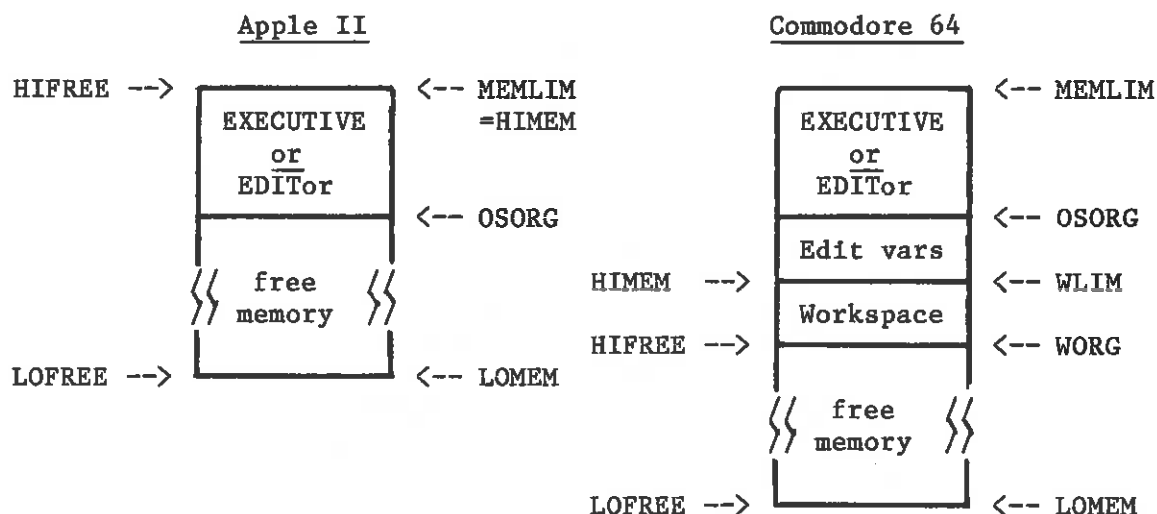 Apple II
HIFREE --> <-- MEMLIM
=HIMEM
EXECUTIVE
or
EDITor
<-- OSORG
free
memory
LOFREE --> <-- LOMEM
Commodore 64
<-- MEMLIM
EXECUTIVE
or
EDITor
<-- OSORG
Edit vars
HIMEM --> <-- WLIM
Workspace
HIFREE --> <-- WORG
free
memory
LOFREE --> <-- LOMEM